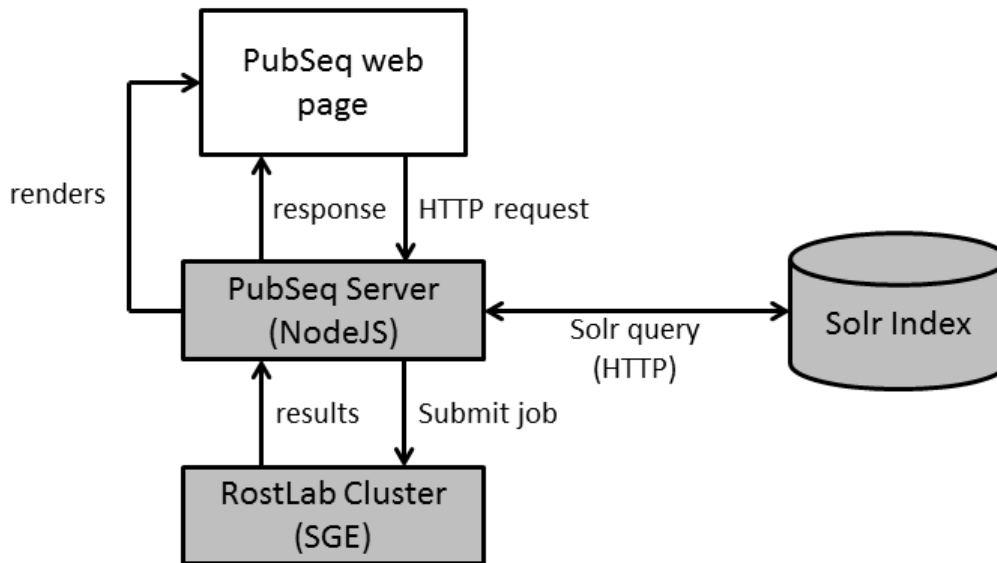 PubSeq web
page
renders
response
HTTP request
PubSeq Server
(NodeJS)
Solr query
(HTTP)
Solr Index
results
Submit job
RostLab Cluster
(SGE)